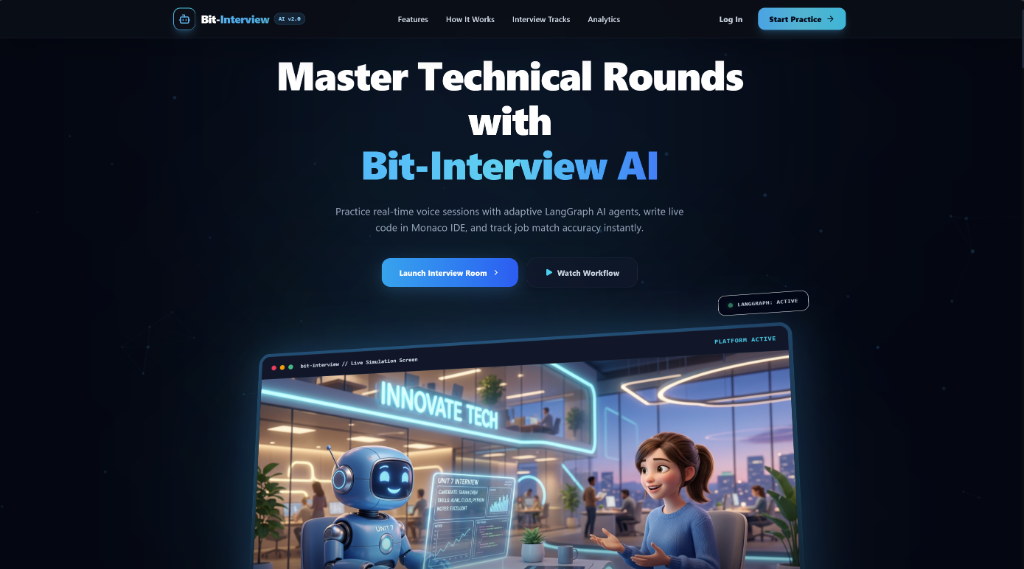 Bit-Interview AI v2.0 Features How It Works Interview Tracks Analytics Log In Start Practice
Master Technical Rounds
with
Bit-Interview AI
Practice real-time voice sessions with adaptive LangGraph AI agents, write live
code in Monaco IDE, and track job match accuracy instantly.
Launch Interview Room Watch Workflow
LANGGRAPH: ACTIVE
bit-interview // Live Simulation Screen PLATFORM ACTIVE
INNOVATE TECH
UNIT 7 INTERVIEW
UNIT 7